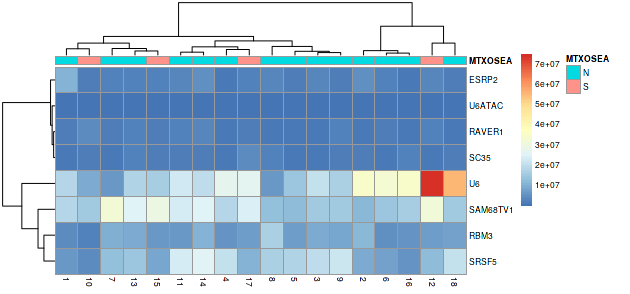 MTXOSEA MTXOSEA
ESRP2 7e+07 N
U6ATAC 6e+07 S
RAVER1 5e+07
SC35 4e+07
U6 3e+07
SAM68TV1 2e+07
RBM3 1e+07
SRSF5
1 10 7 13 15 11 14 4 17 8 5 3 9 2 6 16 12 18